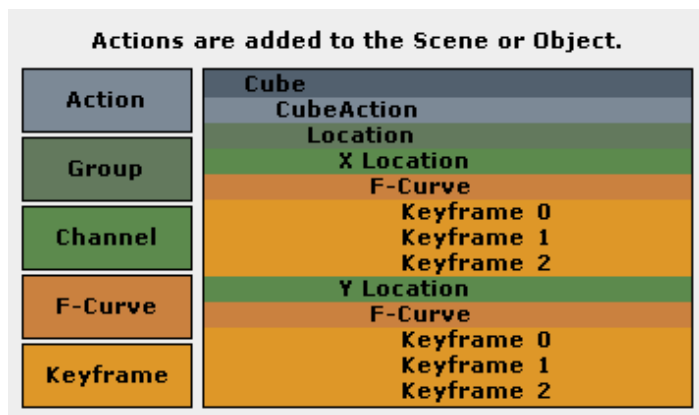 Actions are added to the Scene or Object.
Action
Group
Channel
F-Curve
Keyframe
Cube
CubeAction
Location
X Location
F-Curve
Keyframe 0
Keyframe 1
Keyframe 2
Y Location
F-Curve
Keyframe 0
Keyframe 1
Keyframe 2